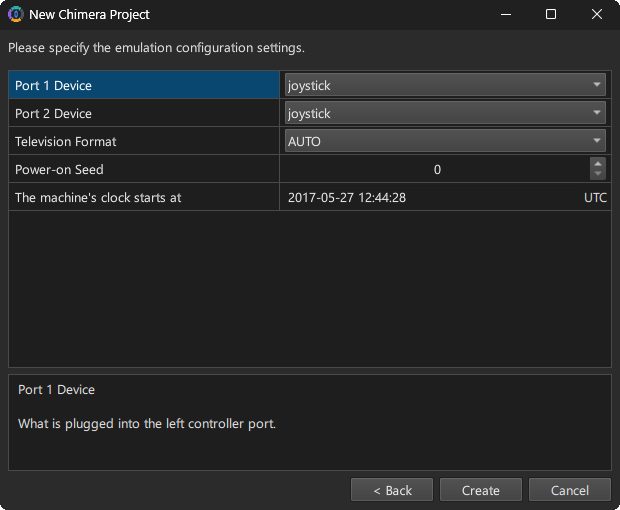 New Chimera Project
Please specify the emulation configuration settings.
Port 1 Device joystick
Port 2 Device joystick
Television Format AUTO
Power-on Seed 0
The machine's clock starts at 2017-05-27 12:44:28 UTC
Port 1 Device
What is plugged into the left controller port.
< Back Create Cancel